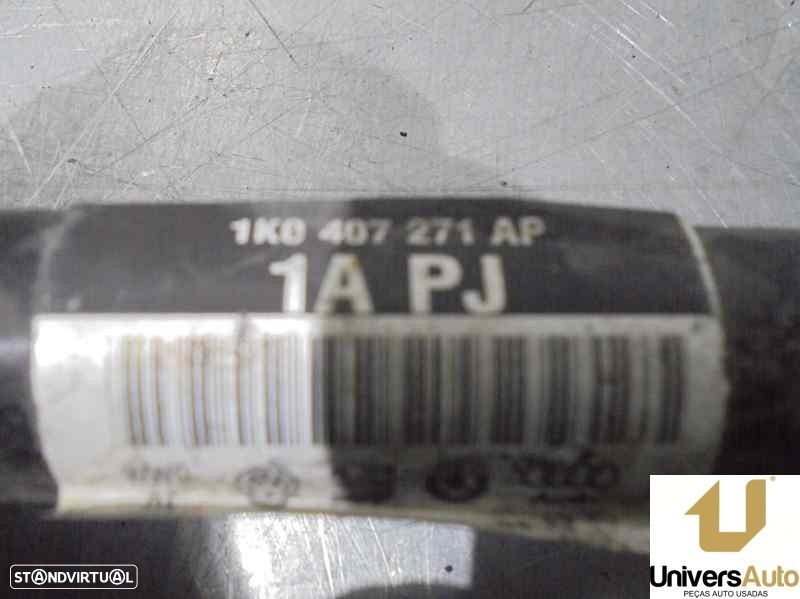 1K0 407 271 AP
1A PJ
UniversAuto
PEÇAS AUTO USADAS
STANDVIRTUAL